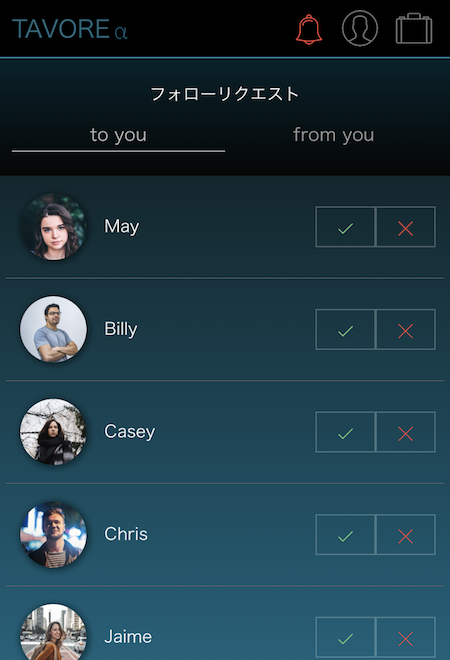 TAVORE α
フォローリクエスト
to you from you
May
Billy
Casey
Chris
Jaime